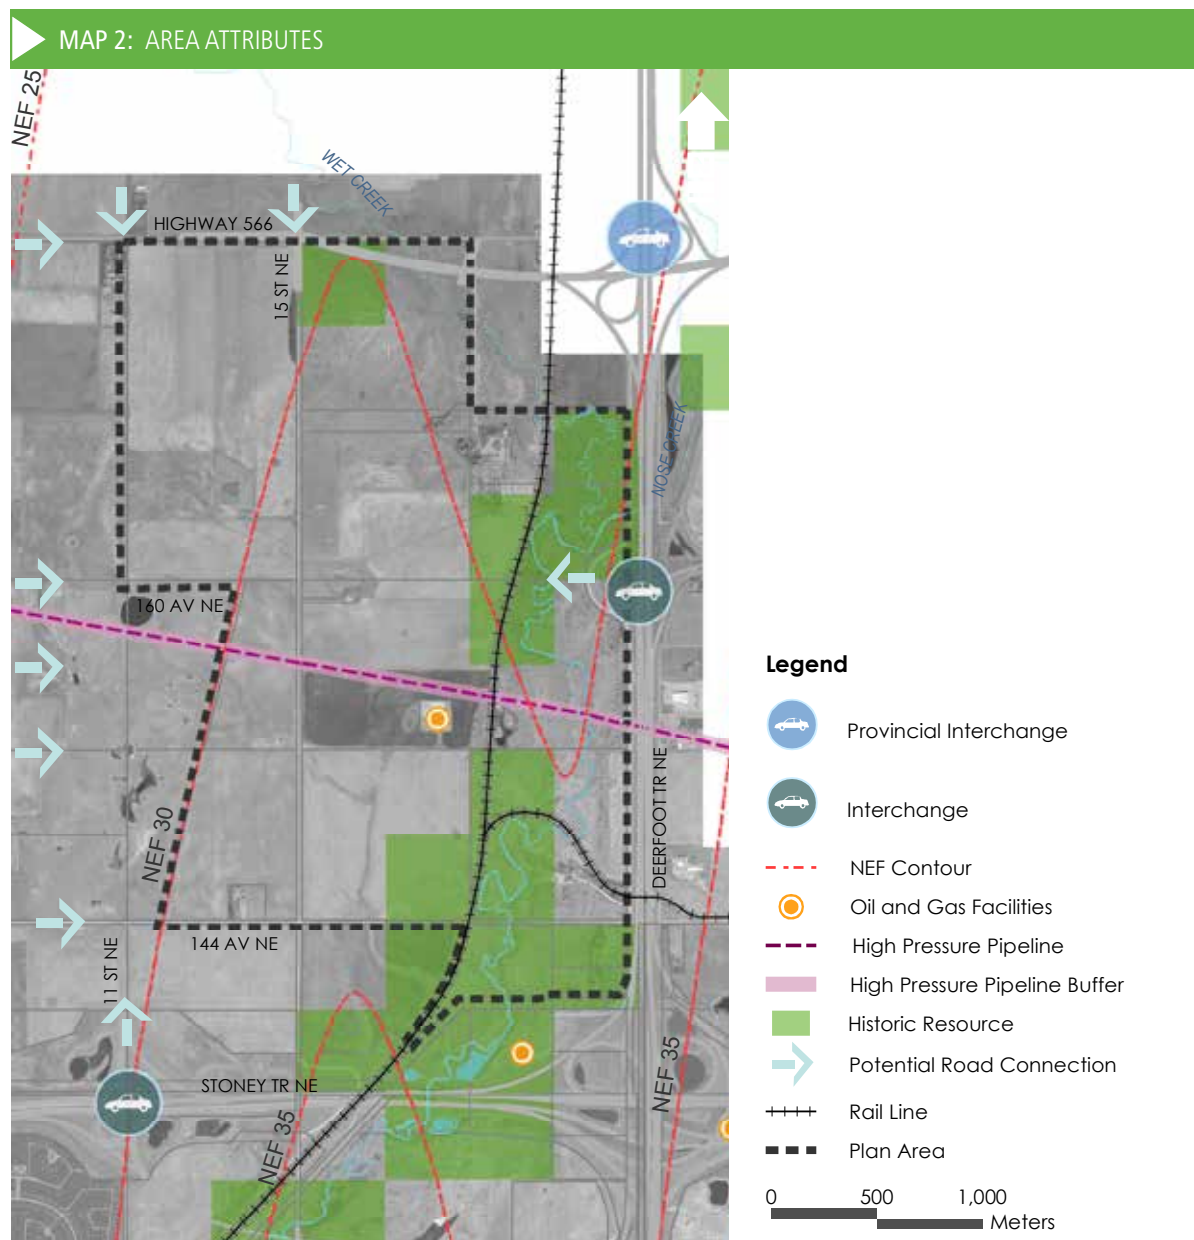 MAP 2: AREA ATTRIBUTES
NEF 25
WET CREEK
HIGHWAY 566
15 ST NE
NOSE CREEK
160 AV NE
DEERFOOT TR NE
NEF 30
144 AV NE
11 ST NE
STONEY TR NE
NEF 35
NEF 35
Legend
Provincial Interchange
Interchange
NEF Contour
Oil and Gas Facilities
High Pressure Pipeline
High Pressure Pipeline Buffer
Historic Resource
Potential Road Connection
Rail Line
Plan Area
0 500 1,000
Meters